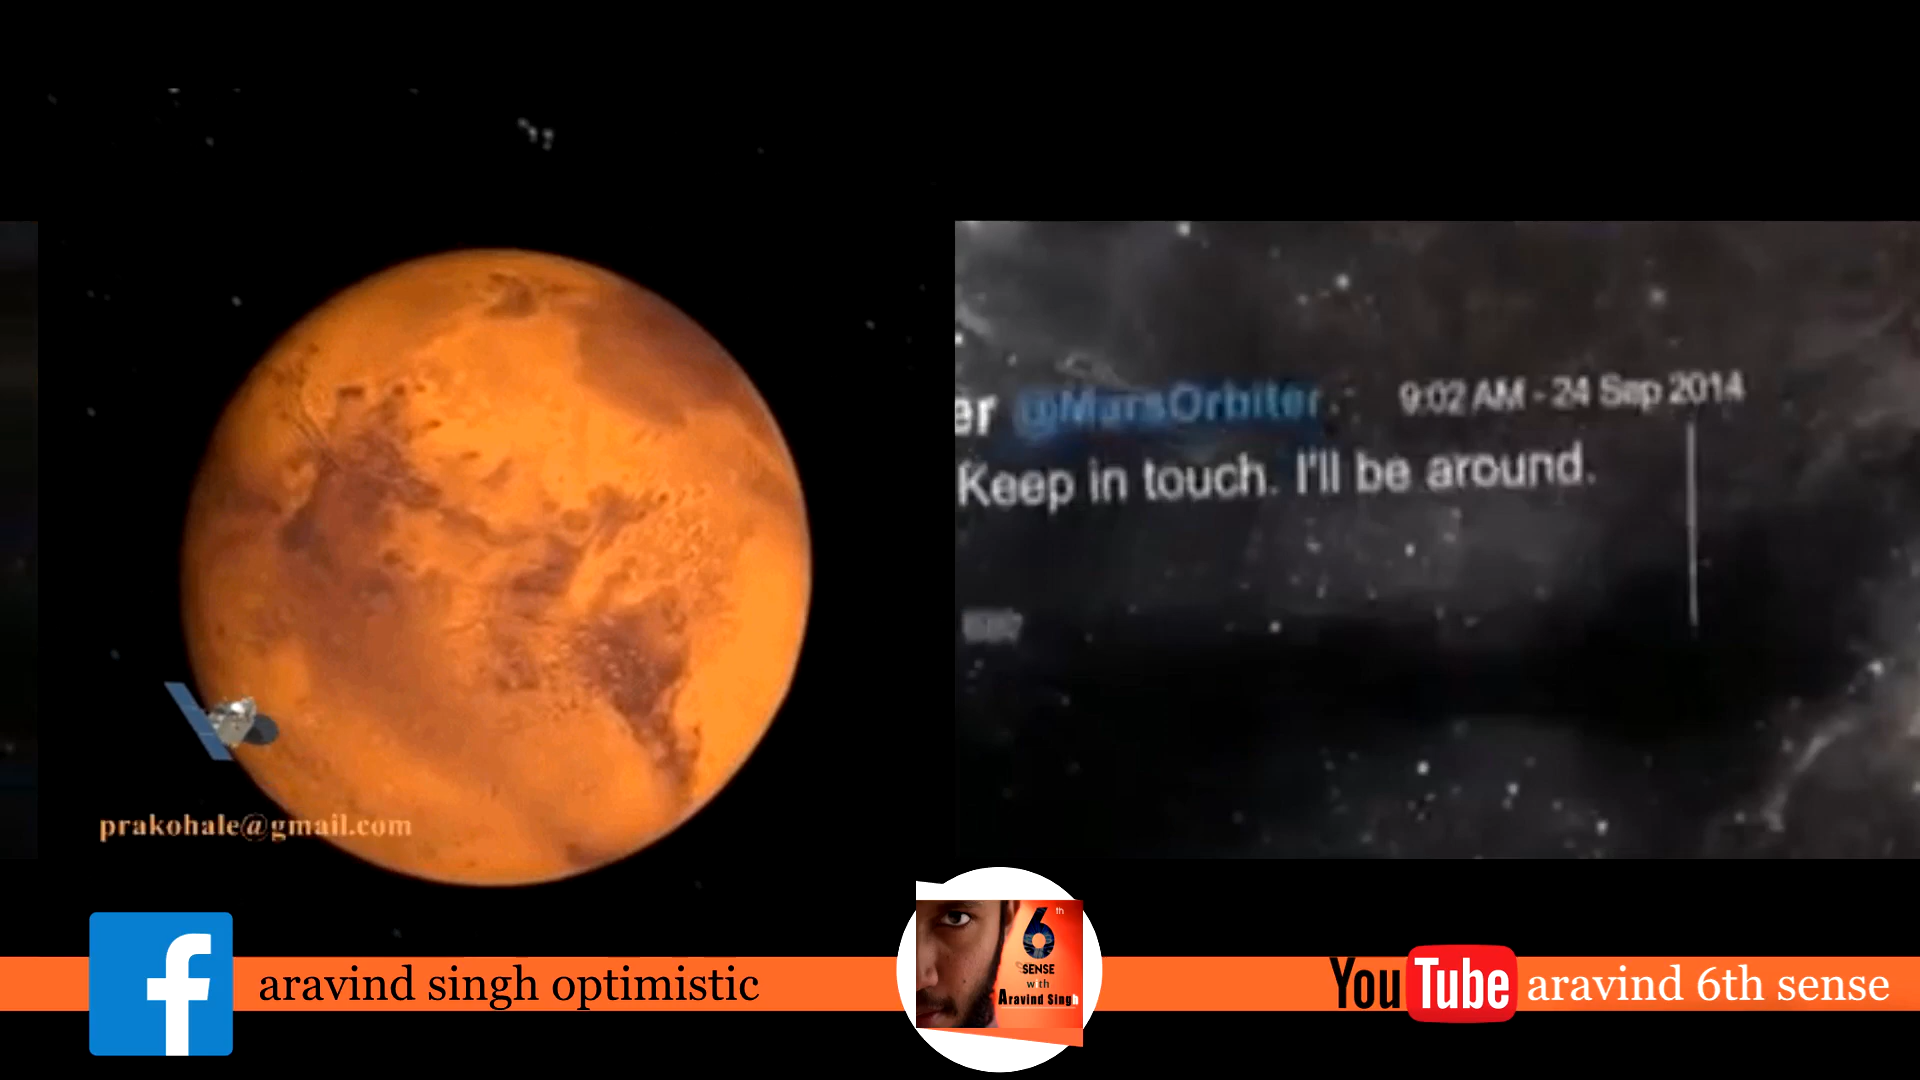 er @MarsOrbiter 9:02 AM - 24 Sep 2014
Keep in touch. I'll be around.
prakohale@gmail.com
f aravind singh optimistic
6th
SENSE
with
Aravind Singh
YouTube aravind 6th sense